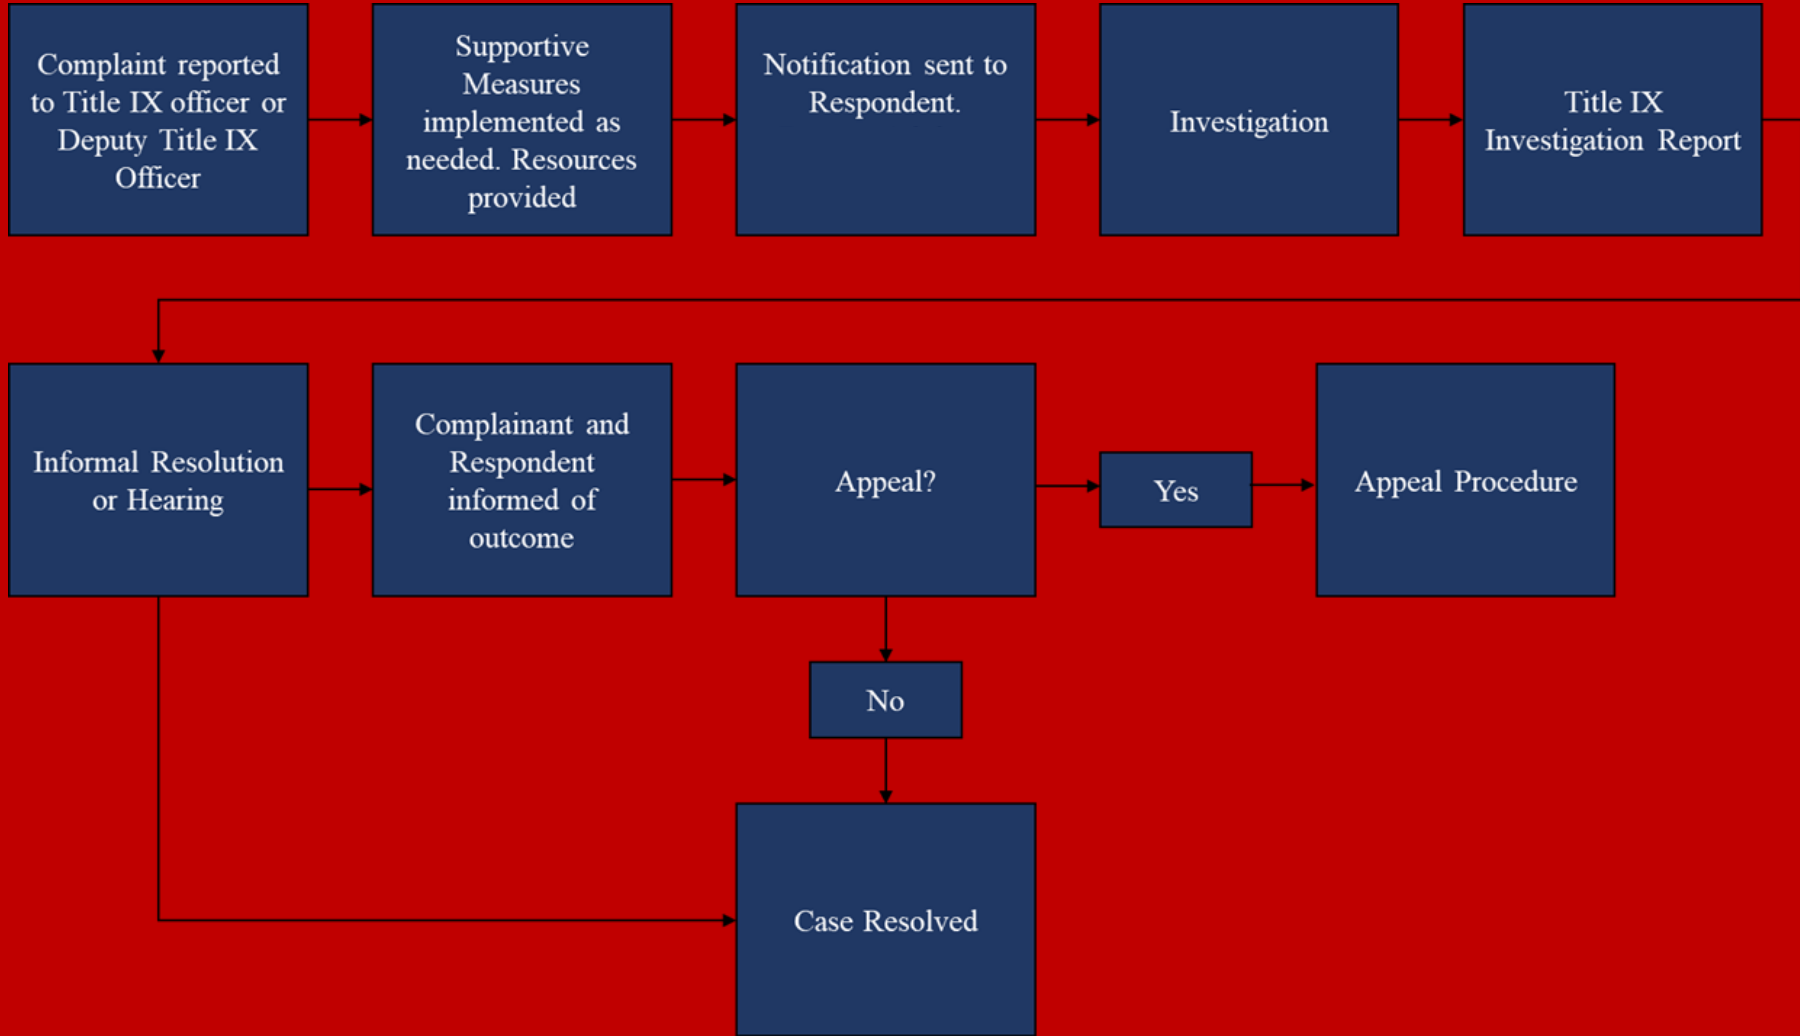 Complaint reported
to Title IX officer or
Deputy Title IX
Officer
Supportive
Measures
implemented as
needed. Resources
provided
Notification sent to
Respondent.
Investigation
Title IX
Investigation Report
Informal Resolution
or Hearing
Complainant and
Respondent
informed of
outcome
Appeal?
Yes
Appeal Procedure
No
Case Resolved